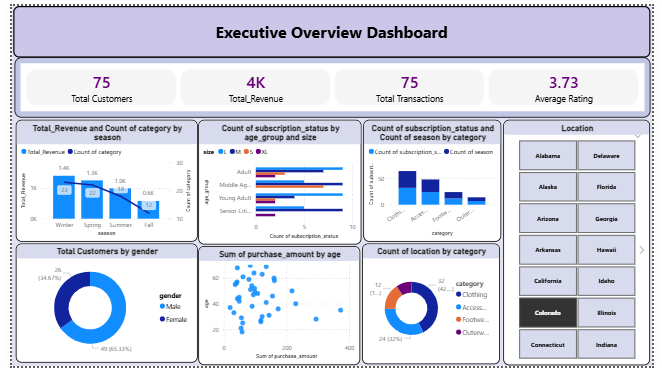 Executive Overview Dashboard
75
Total Customers
4K
Total_Revenue
75
Total Transactions
3.73
Average Rating
Total_Revenue and Count of category by
season
Total_Revenue Count of category
1.4K
1.3K
1.0K
0.6K
23
22
18
12
1K
0K
30
20
10
Total_Revenue
Count of category
Winter Spring Summer Fall
season
Count of subscription_status by
age_group and size
size L M S XL
Adult
Middle Ag...
Young Adult
Senior Citi...
age_group
0 5 10
Count of subscription_status
Count of subscription_status and
Count of season by category
Count of subscription_s... Count of season
Count of subscri...
50
0
Clothi...
Acces...
Footw...
Outer...
category
Location
Alabama
Delaware
Alaska
Florida
Arizona
Georgia
Arkansas
Hawaii
California
Idaho
Colorado
Illinois
Connecticut
Indiana
Total Customers by gender
26
(34.67%)
49 (65.33%)
gender
Male
Female
Sum of purchase_amount by age
60
40
20
age
0 200 400
Sum of purchase_amount
Count of location by category
12
(1...)
32
(42....)
24 (32%)
category
Clothing
Access...
Footwe...
Outerw...